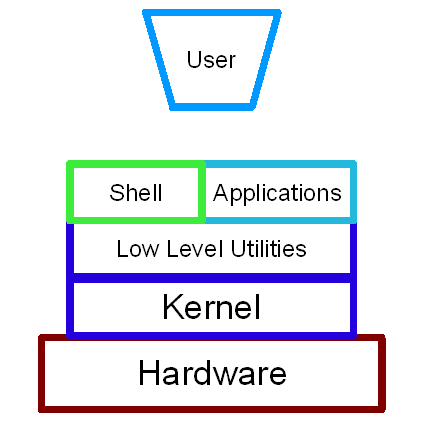 User
Shell Applications
Low Level Utilities
Kernel
Hardware